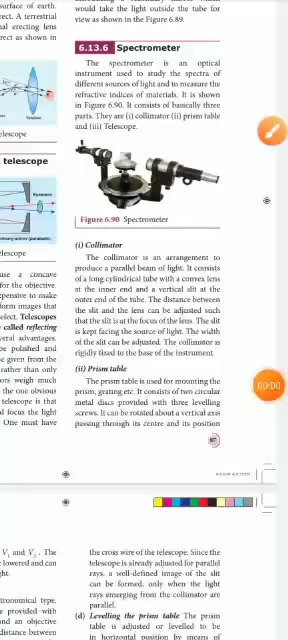 surface of earth.
rect. A terrestrial
nal erecting lens
rect as shown in
Eyepiece
elescope
telescope
Eyepiece
elescope
use a concave
for the objective.
xpensive to make
form images that
efect. Telescopes
called reflecting
veral advantages.
be polished and
be given from the
rather than only
ors weigh much
the one obvious
telescope is that
d focus the light
One must have
would take the light outside the tube for
view as shown in the Figure 6.89.
6.13.6 Spectrometer
The spectrometer is an optical
instrument used to study the spectra of
different sources of light and to measure the
refractive indices of materials. It is shown
in Figure 6.90. It consists of basically three
parts. They are (i) collimator (ii) prism table
and (iii) Telescope.
Figure 6.90 Spectrometer
(i) Collimator
The collimator is an arrangement to
produce a parallel beam of light. It consists
of a long cylindrical tube with a convex lens
at the inner end and a vertical slit at the
outer end of the tube. The distance between
the slit and the lens can be adjusted such
that the slit is at the focus of the lens. The slit
is kept facing the source of light. The width
of the slit can be adjusted. The collimator is
rigidly fixed to the base of the instrument.
(ii) Prism table
The prism table is used for mounting the
prism, grating etc. It consists of two circular
metal discs provided with three levelling
screws. It can be rotated about a vertical axis
passing through its centre and its position
00:00
V₁ and V₂. The
lowered and can
ght.
tronomical type.
e provided with
nd an objective
distance between
the cross wire of the telescope. Since the
telescope is already adjusted for parallel
rays, a well-defined image of the slit
can be formed, only when the light
rays emerging from the collimator are
parallel.
(d) Levelling the prism table The prism
table is adjusted or levelled to be
in horizontal position by means of